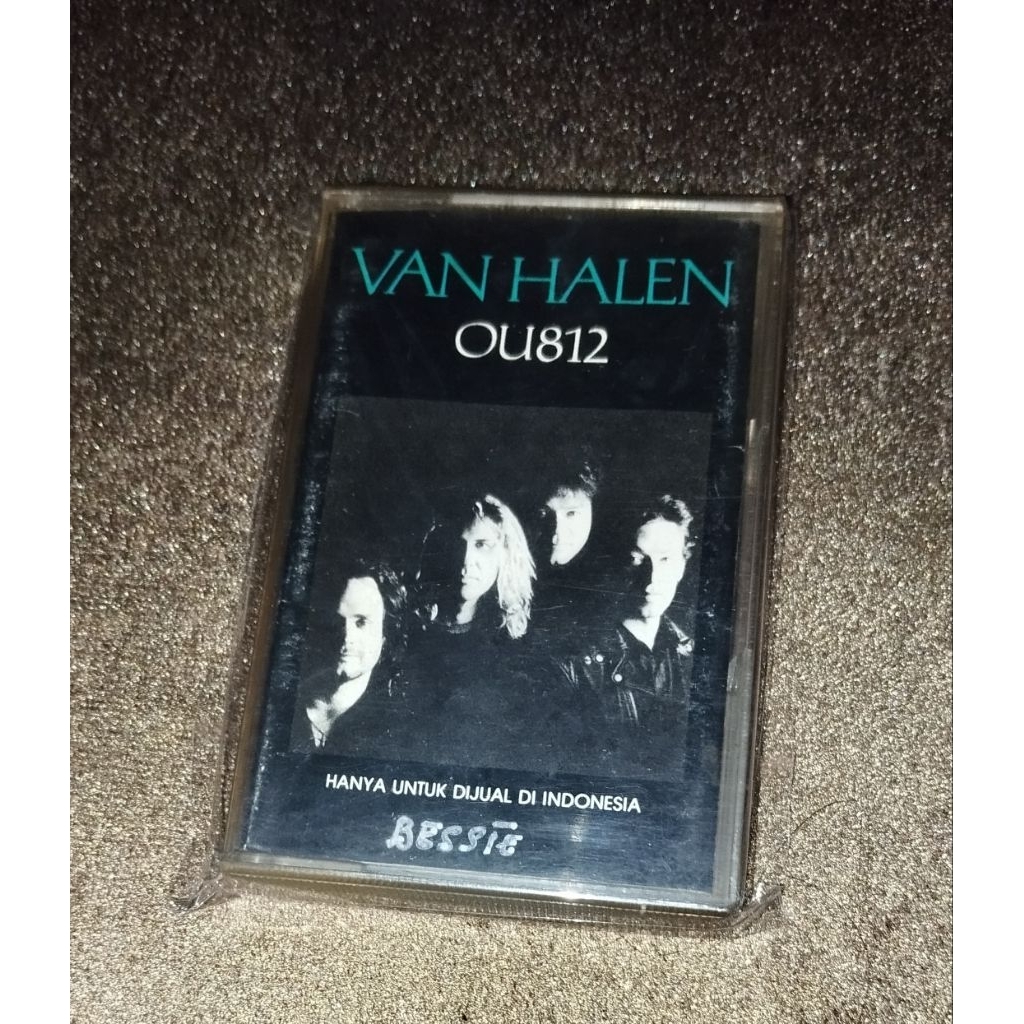 VAN HALEN
OU812
HANYA UNTUK DIJUAL DI INDONESIA
BESSIE